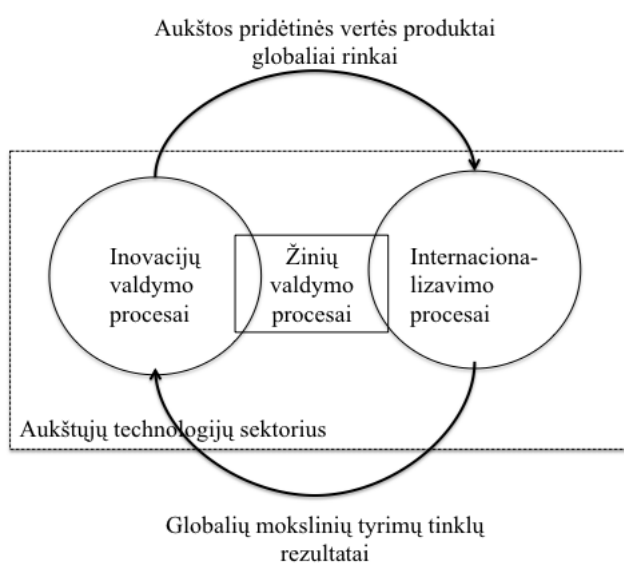 Aukštos pridėtinės vertės produktai
globaliai rinkai
Inovacijų
valdymo
procesai
Žinių
valdymo
procesai
Internaciona-
lizavimo
procesai
Aukštųjų technologijų sektorius
Globalių mokslinių tyrimų tinklų
rezultatai